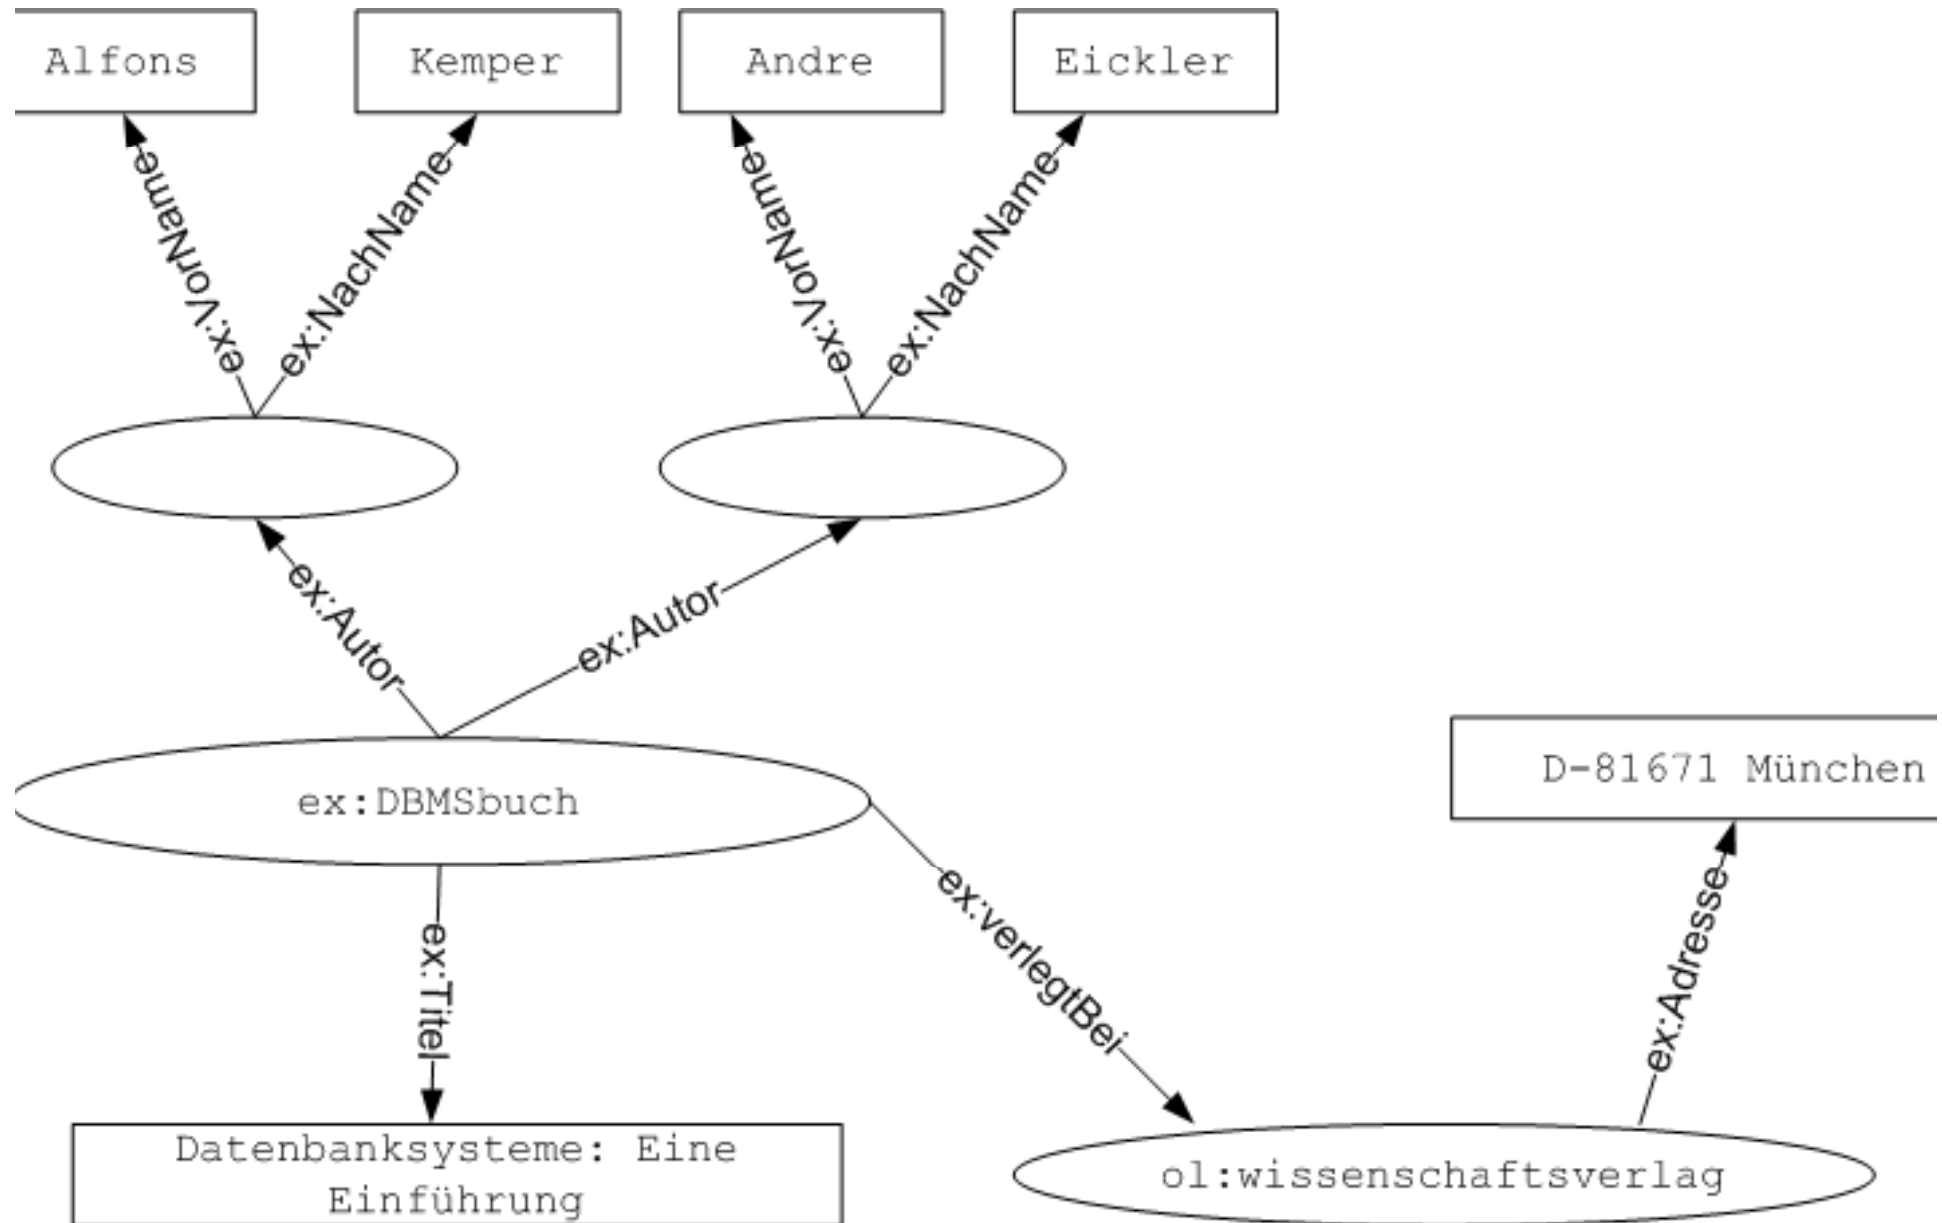 Alfons
Kemper
Andre
Eickler
ex:VorName
ex:NachName
ex:VorName
ex:NachName
ex:Autor
ex:Autor
ex:DBMSbuch
D-81671 München
ex:Titel
ex:verlegtBei
ex:Adresse
Datenbanksysteme: Eine
Einführung
ol:wissenschaftsverlag